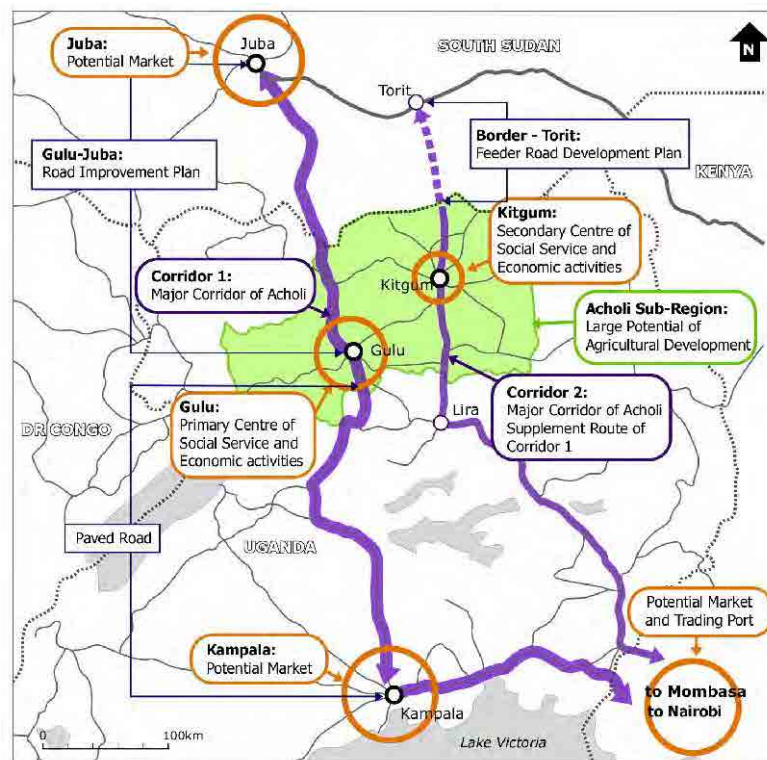 Juba:
Potential Market
Juba
SOUTH SUDAN
N
Torit
Gulu-Juba:
Road Improvement Plan
Border - Torit:
Feeder Road Development Plan
KENYA
Kitgum:
Secondary Centre of
Social Service and
Economic activities
Corridor 1:
Major Corridor of Acholi
Kitgum
Acholi Sub-Region:
Large Potential of
Agricultural Development
Gulu
Corridor 2:
Major Corridor of Acholi
Supplement Route of
Corridor 1
Lira
DR CONGO
Gulu:
Primary Centre of
Social Service and
Economic activities
Paved Road
UGANDA
Potential Market
and Trading Port
Kampala:
Potential Market
to Mombasa
to Nairobi
Kampala
0 100km
Lake Victoria